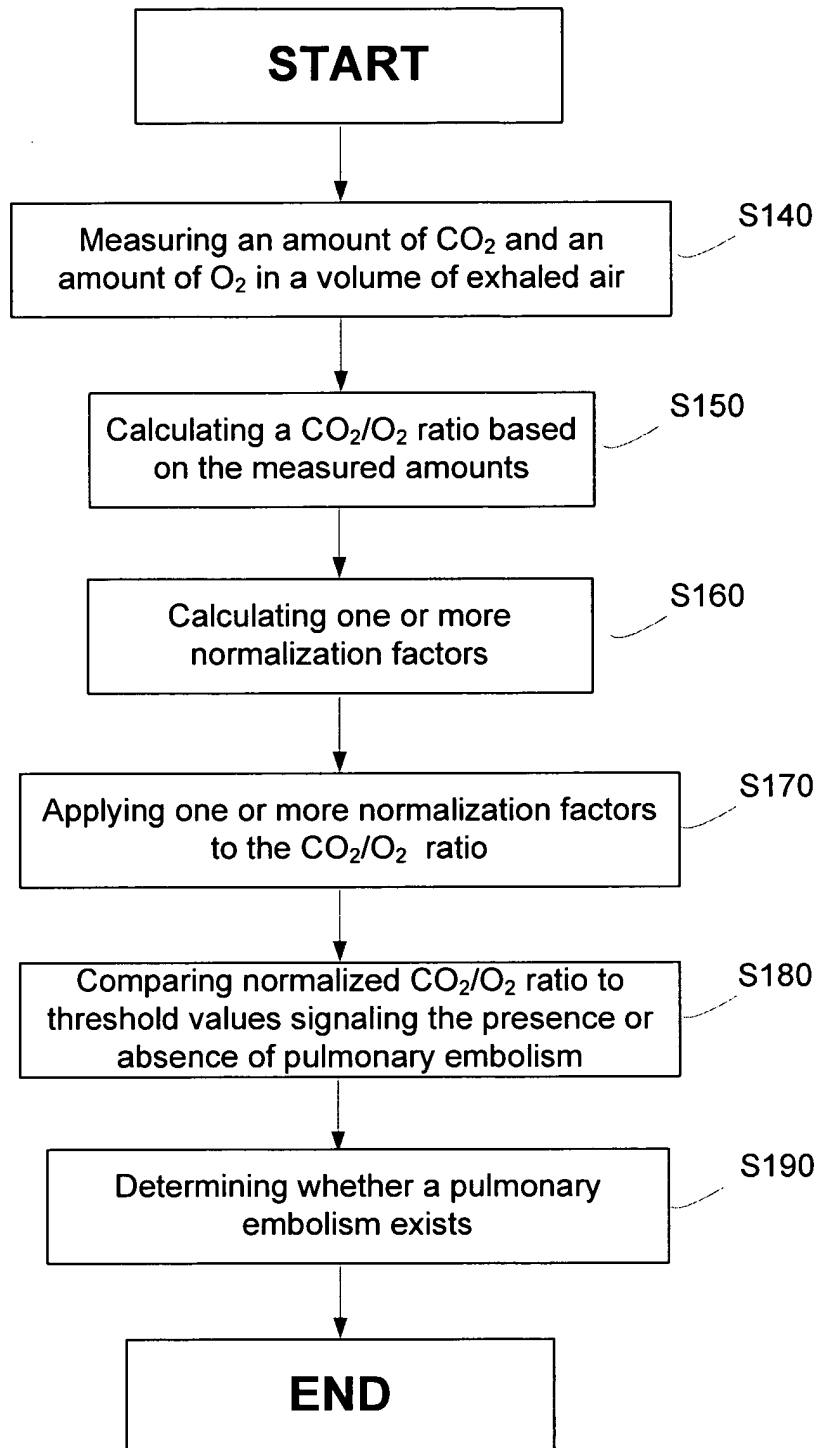 START
S140
Measuring an amount of CO₂ and an
amount of O₂ in a volume of exhaled air
S150
Calculating a CO₂/O₂ ratio based
on the measured amounts
S160
Calculating one or more
normalization factors
S170
Applying one or more normalization factors
to the CO₂/O₂ ratio
S180
Comparing normalized CO₂/O₂ ratio to
threshold values signaling the presence or
absence of pulmonary embolism
S190
Determining whether a pulmonary
embolism exists
END